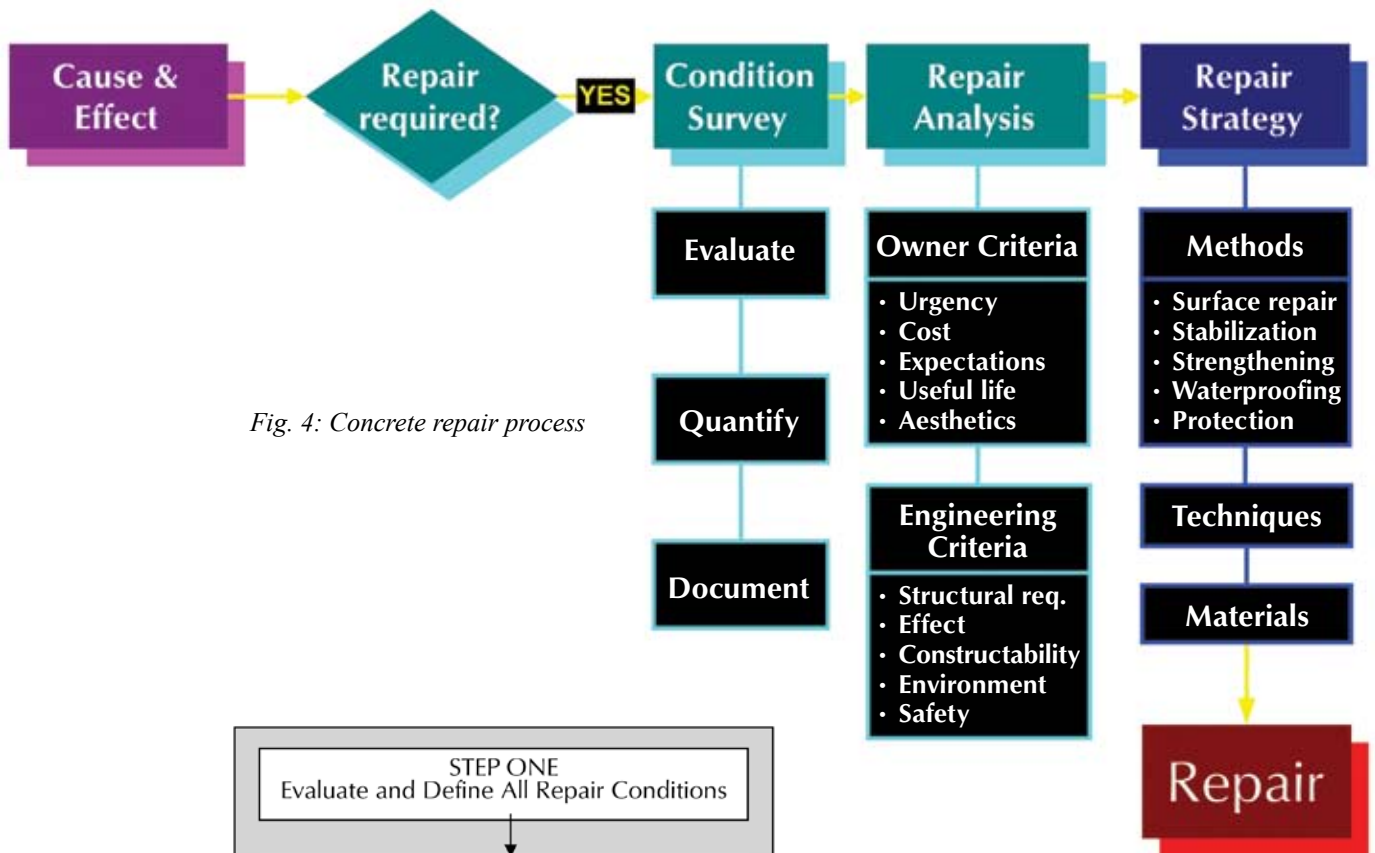 Cause &
Effect
Repair
required?
YES
Condition
Survey
Repair
Analysis
Repair
Strategy
Evaluate
Quantify
Document
Owner Criteria
· Urgency
· Cost
· Expectations
· Useful life
· Aesthetics
Engineering
Criteria
· Structural req.
· Effect
· Constructability
· Environment
· Safety
Methods
· Surface repair
· Stabilization
· Strengthening
· Waterproofing
· Protection
Techniques
Materials
Repair
Fig. 4: Concrete repair process
STEP ONE
Evaluate and Define All Repair Conditions